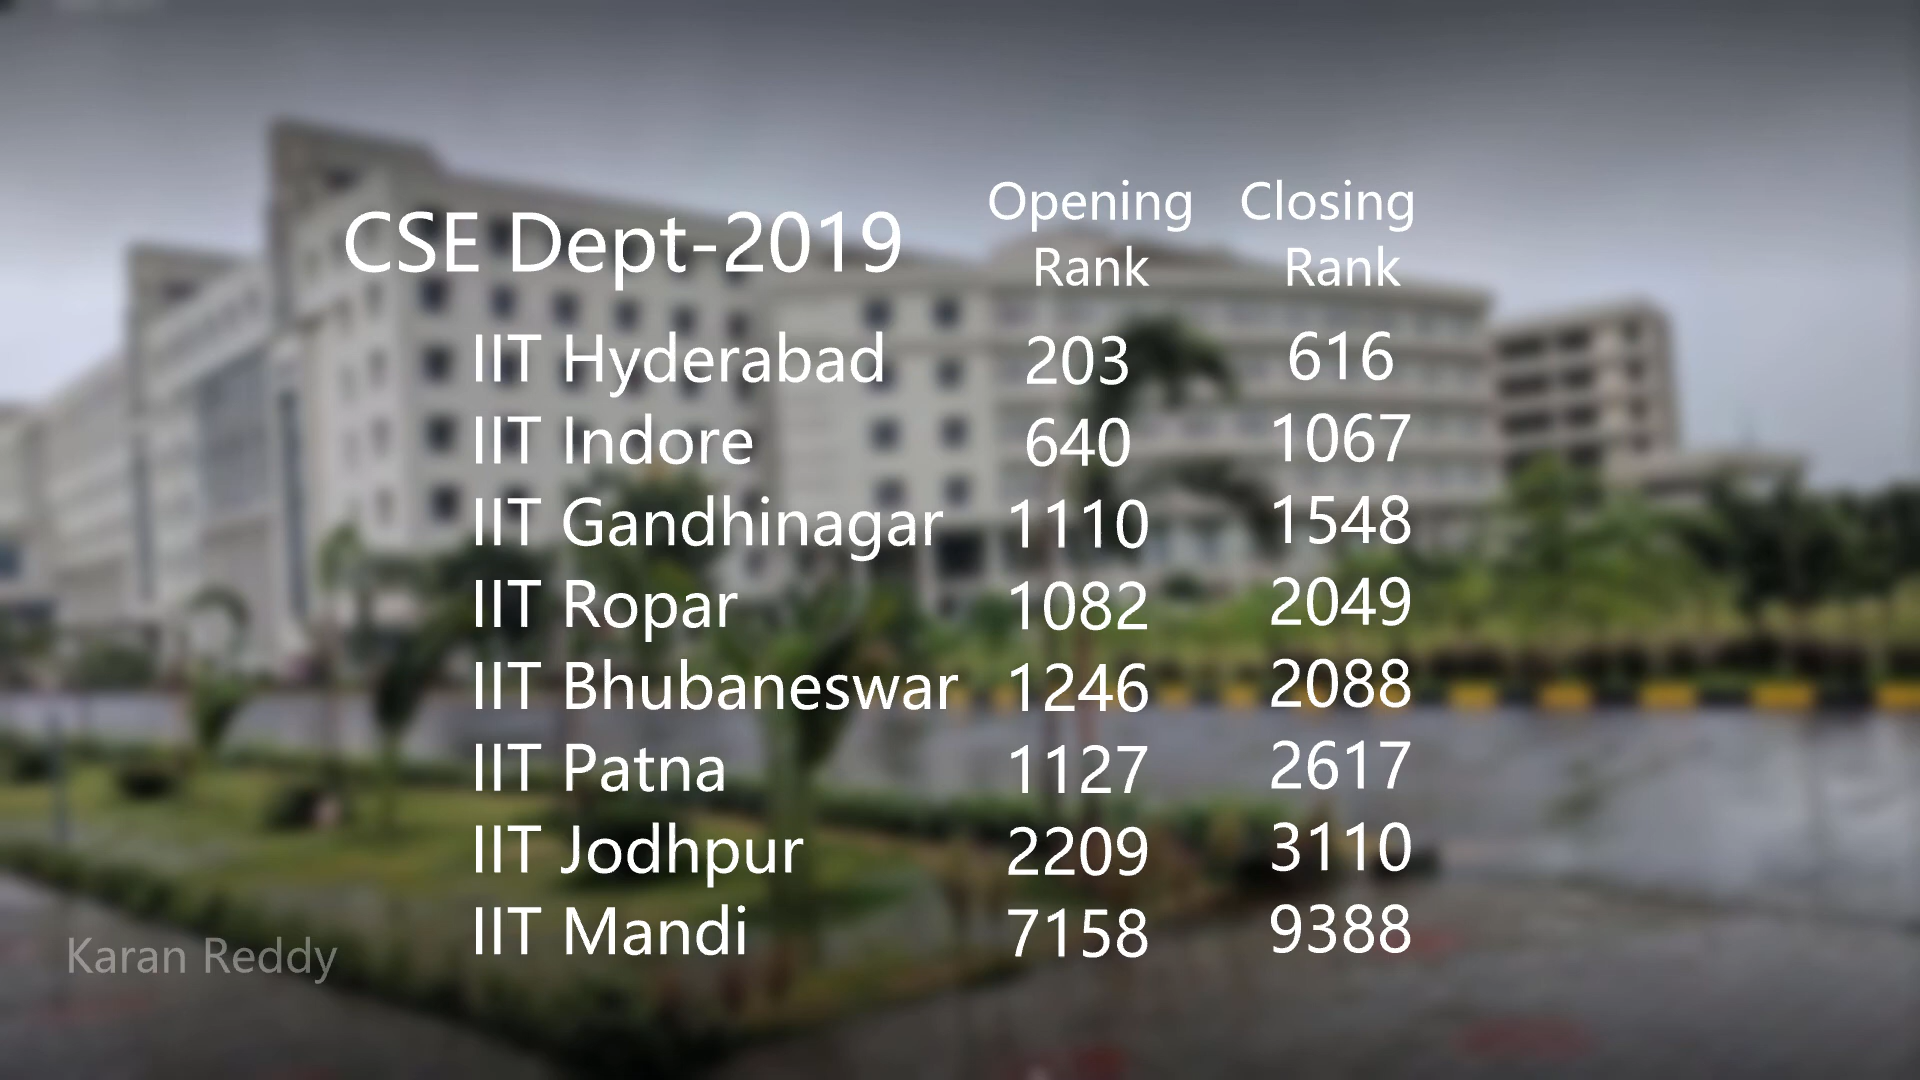 CSE Dept-2019 Opening Rank Closing Rank
IIT Hyderabad 203 616
IIT Indore 640 1067
IIT Gandhinagar 1110 1548
IIT Ropar 1082 2049
IIT Bhubaneswar 1246 2088
IIT Patna 1127 2617
IIT Jodhpur 2209 3110
IIT Mandi 7158 9388
Karan Reddy